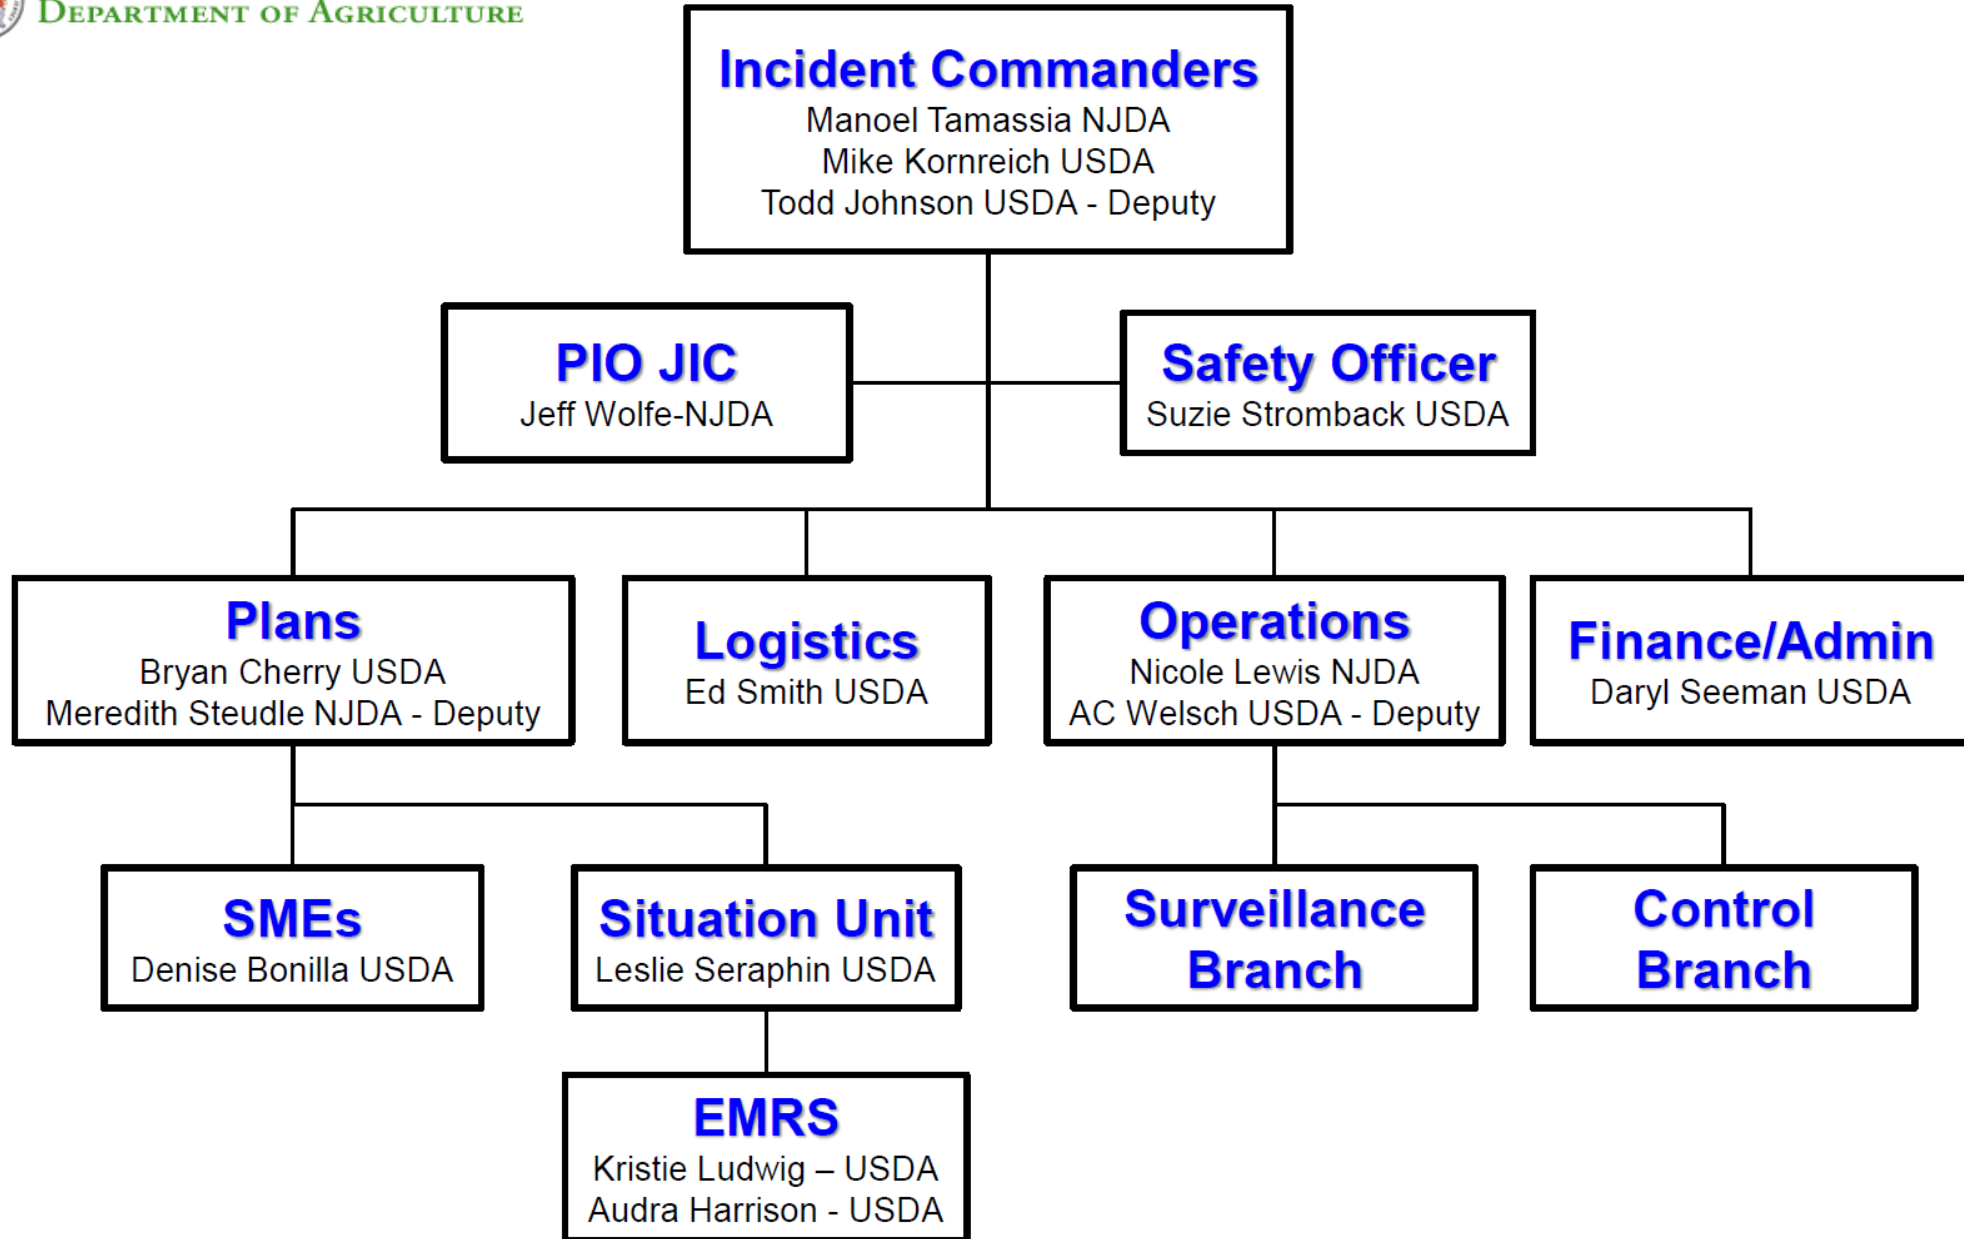 DEPARTMENT OF AGRICULTURE
Incident Commanders
Manoel Tamassia NJDA
Mike Kornreich USDA
Todd Johnson USDA - Deputy
PIO JIC
Jeff Wolfe-NJDA
Safety Officer
Suzie Stromback USDA
Plans
Bryan Cherry USDA
Meredith Steudle NJDA - Deputy
Logistics
Ed Smith USDA
Operations
Nicole Lewis NJDA
AC Welsch USDA - Deputy
Finance/Admin
Daryl Seeman USDA
SMEs
Denise Bonilla USDA
Situation Unit
Leslie Seraphin USDA
Surveillance
Branch
Control
Branch
EMRS
Kristie Ludwig – USDA
Audra Harrison - USDA